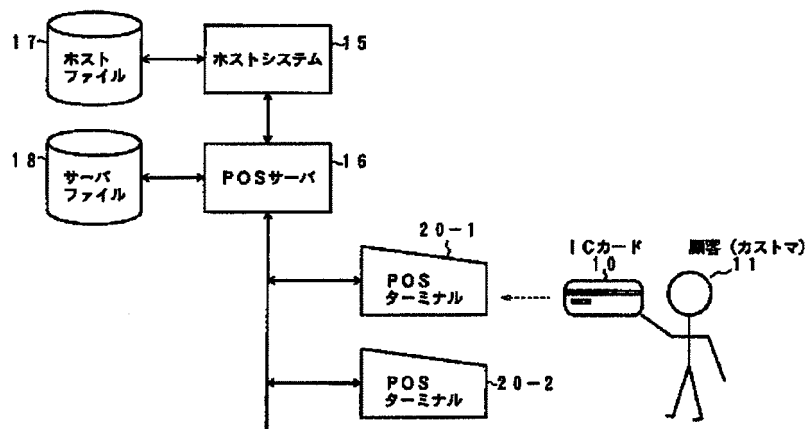 17
ホスト
ファイル
ホストシステム
15
18
サーバ
ファイル
POSサーバ
16
20-1
POS
ターミナル
ICカード
10
顧客(カストマ)
11
POS
ターミナル
20-2